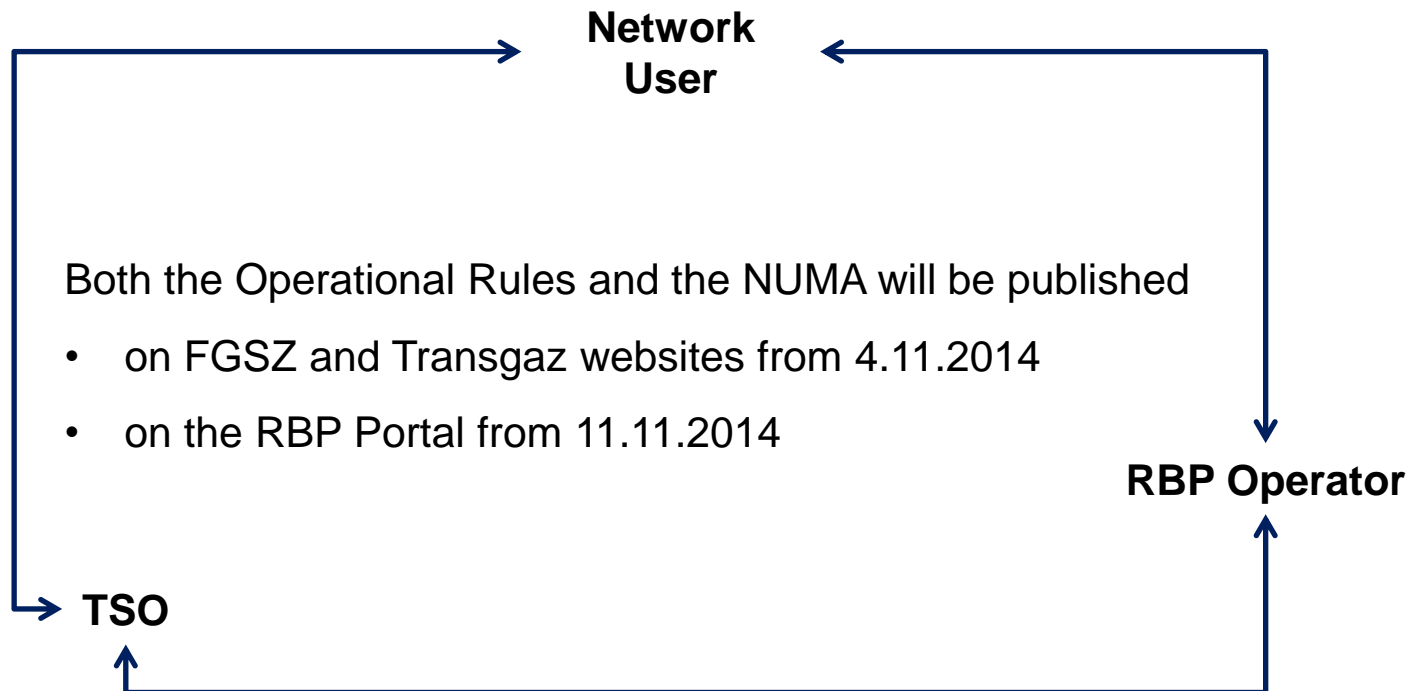 Network
User
Both the Operational Rules and the NUMA will be published
• on FGSZ and Transgaz websites from 4.11.2014
• on the RBP Portal from 11.11.2014
RBP Operator
TSO